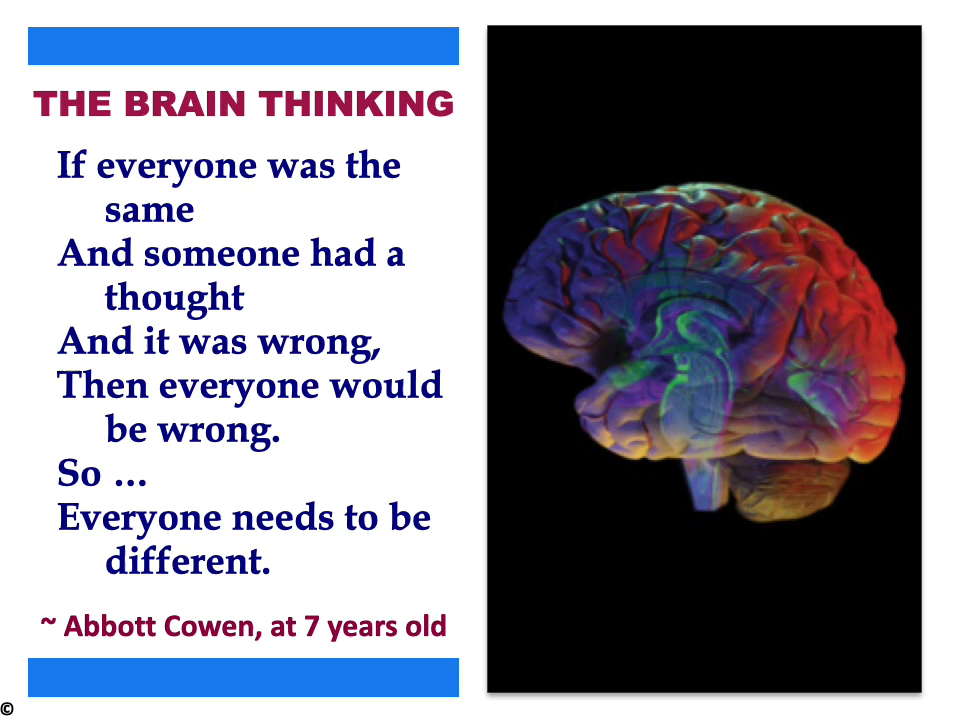 THE BRAIN THINKING
If everyone was the
same
And someone had a
thought
And it was wrong,
Then everyone would
be wrong.
So …
Everyone needs to be
different.
~ Abbott Cowen, at 7 years old
©